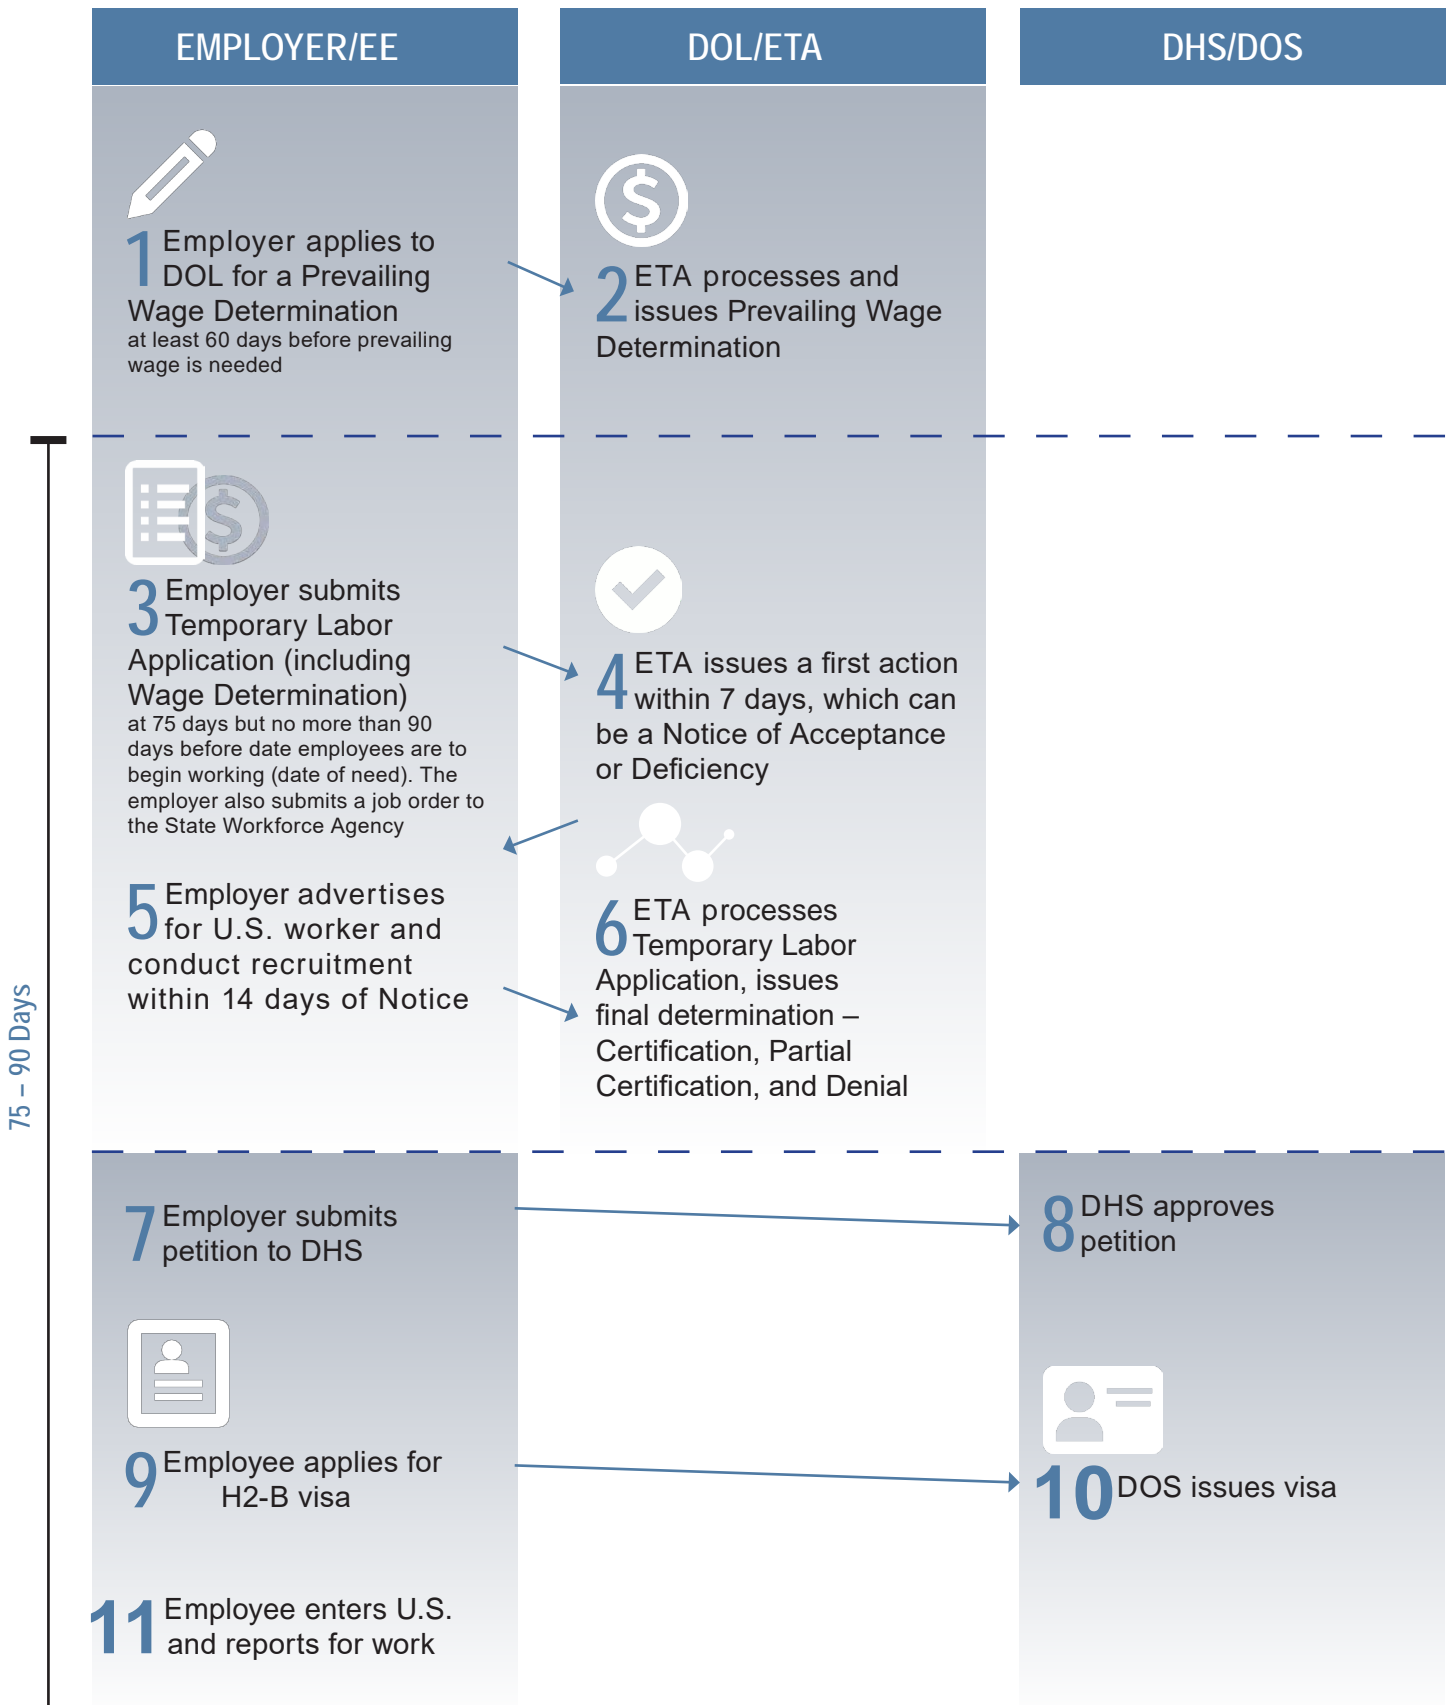 EMPLOYER/EE
DOL/ETA
DHS/DOS
1 Employer applies to
DOL for a Prevailing
Wage Determination
at least 60 days before prevailing
wage is needed
2 ETA processes and
issues Prevailing Wage
Determination
75 – 90 Days
3 Employer submits
Temporary Labor
Application (including
Wage Determination)
at 75 days but no more than 90
days before date employees are to
begin working (date of need). The
employer also submits a job order to
the State Workforce Agency
4 ETA issues a first action
within 7 days, which can
be a Notice of Acceptance
or Deficiency
5 Employer advertises
for U.S. worker and
conduct recruitment
within 14 days of Notice
6 ETA processes
Temporary Labor
Application, issues
final determination –
Certification, Partial
Certification, and Denial
7 Employer submits
petition to DHS
8 DHS approves
petition
9 Employee applies for
H2-B visa
10 DOS issues visa
11 Employee enters U.S.
and reports for work